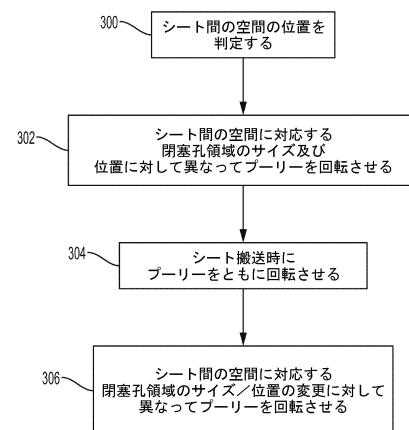 300
シート間の空間の位置を
判定する
302
シート間の空間に対応する
閉塞孔領域のサイズ及び
位置に対して異なってプーリーを回転させる
304
シート搬送時に
プーリーをともに回転させる
306
シート間の空間に対応する
閉塞孔領域のサイズ／位置の変更に対して
異なってプーリーを回転させる